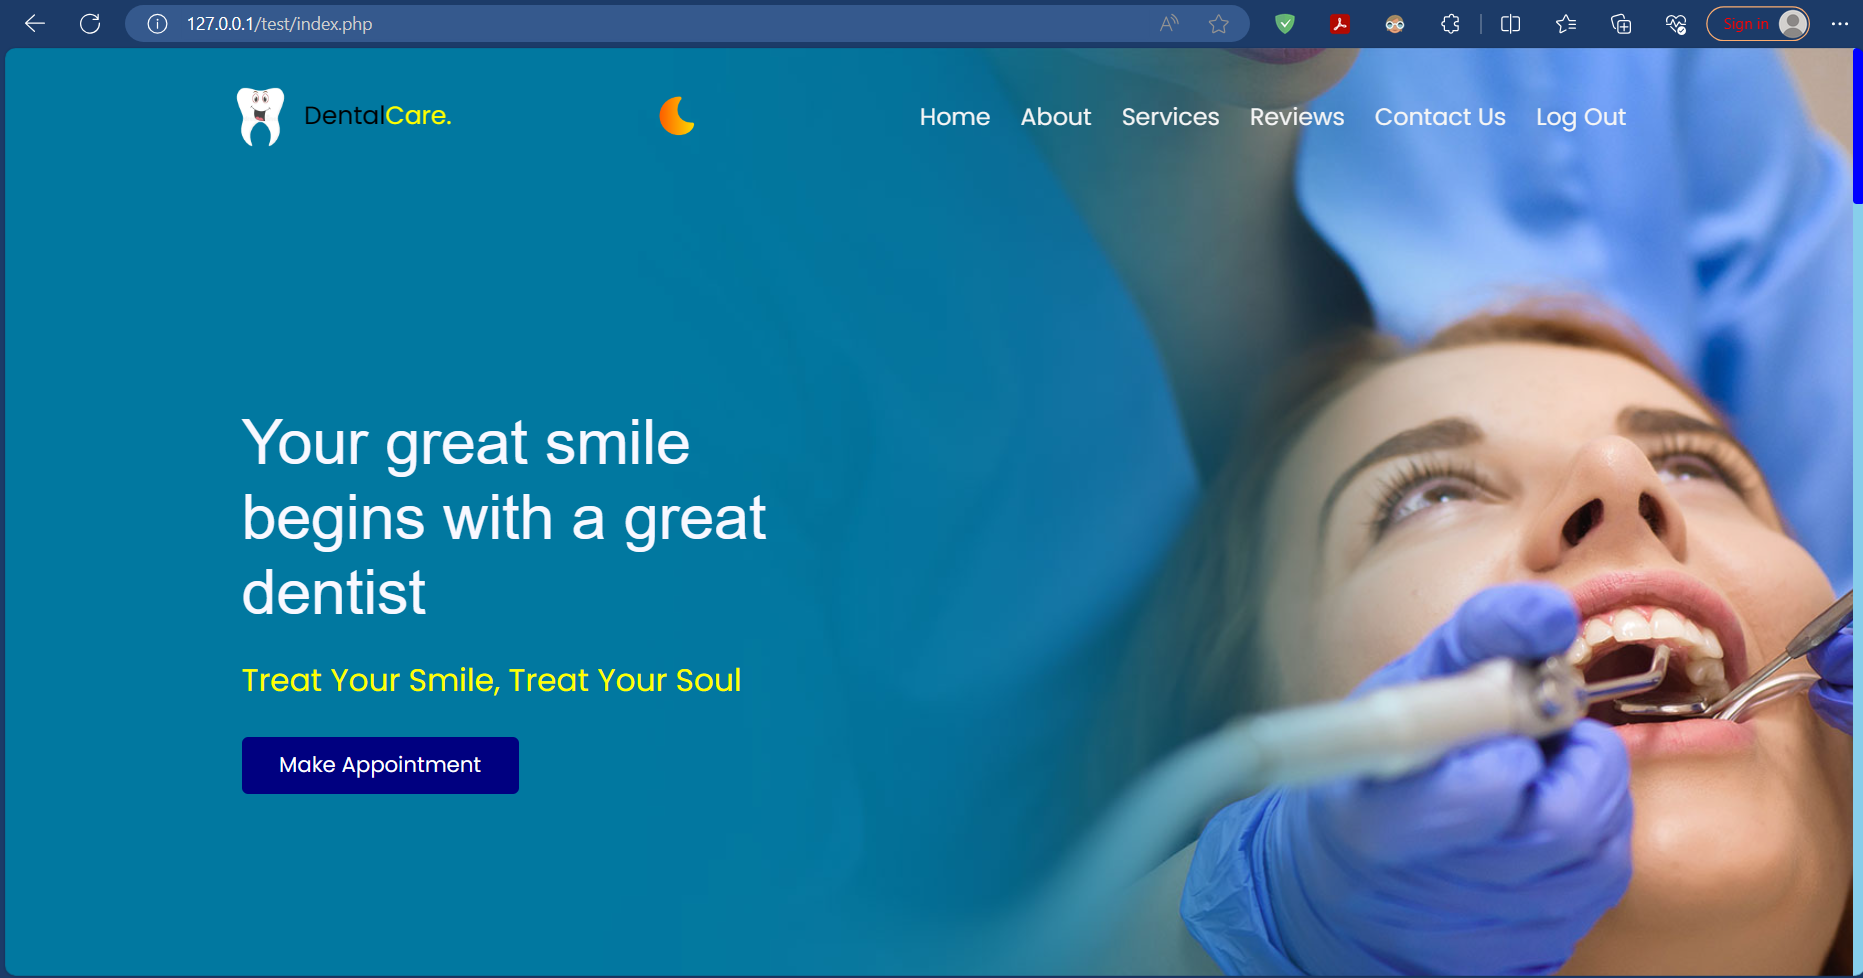 127.0.0.1/test/index.php
Sign in
DentalCare.
Home About Services Reviews Contact Us Log Out
Your great smile
begins with a great
dentist
Treat Your Smile, Treat Your Soul
Make Appointment